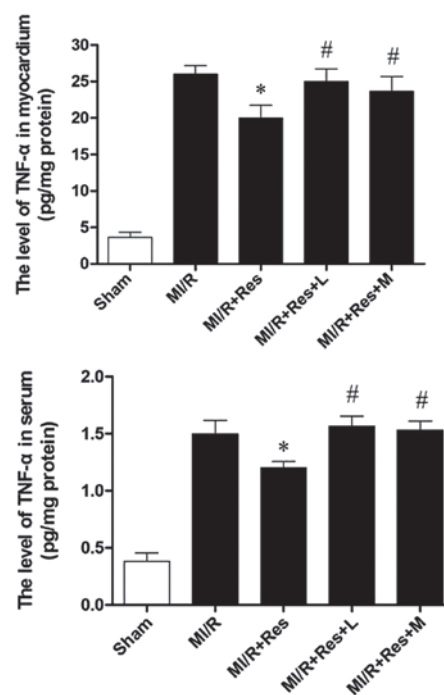 The level of TNF-α in myocardium
(pg/mg protein)
30
25
20
15
10
5
0
*
#
#
Sham
MI/R
MI/R+Res
MI/R+Res+L
MI/R+Res+M
The level of TNF-α in serum
(pg/mg protein)
2.0
1.5
1.0
0.5
0.0
*
#
#
Sham
MI/R
MI/R+Res
MI/R+Res+L
MI/R+Res+M